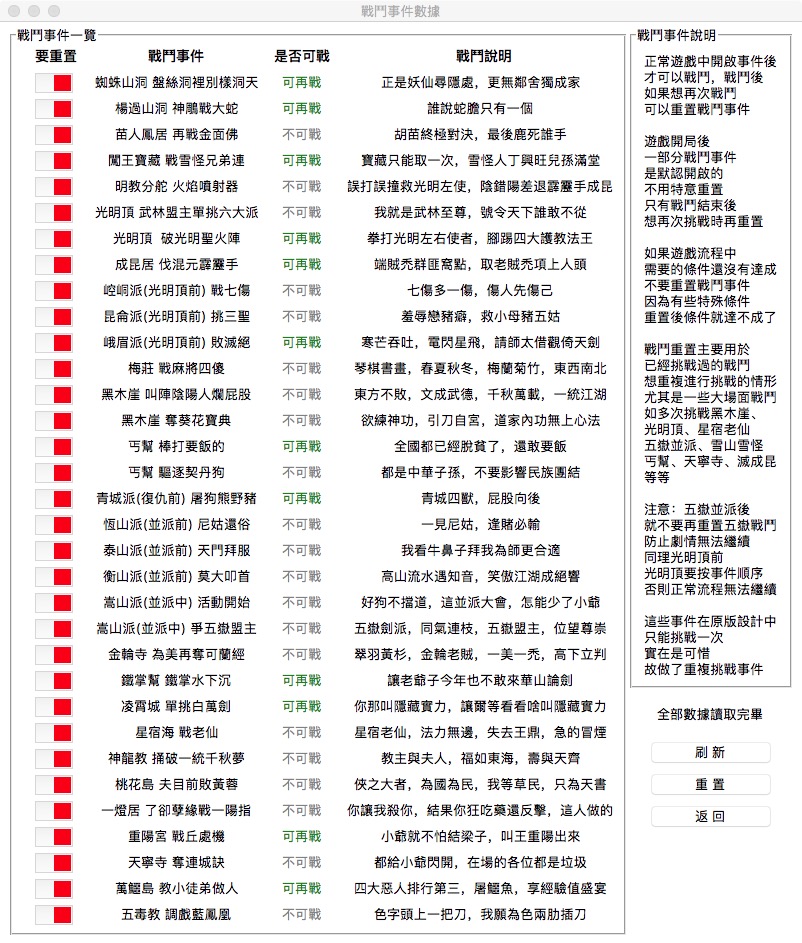 戰鬥事件數據
戰鬥事件一覽
要重置 戰鬥事件 是否可戰 戰鬥說明
蜘蛛山洞 盤絲洞裡別樣洞天 可再戰 正是妖仙尋隱處，更無鄰舍獨成家
楊過山洞 神鵰戰大蛇 可再戰 誰說蛇膽只有一個
苗人鳳居 再戰金面佛 不可戰 胡苗終極對決，最後鹿死誰手
闖王寶藏 戰雪怪兄弟連 可再戰 寶藏只能取一次，雪怪人丁興旺兒孫滿堂
明教分舵 火焰噴射器 不可戰 誤打誤撞救光明左使，陰錯陽差退霹靂手成昆
光明頂 武林盟主單挑六大派 不可戰 我就是武林至尊，號令天下誰敢不從
光明頂 破光明聖火陣 可再戰 拳打光明左右使者，腳踢四大護教法王
成昆居 伐混元霹靂手 可再戰 端賊禿群匪窩點，取老賊禿項上人頭
崆峒派(光明頂前) 戰七傷 不可戰 七傷多一傷，傷人先傷己
昆侖派(光明頂前) 挑三聖 不可戰 羞辱戀豬癖，救小母豬五姑
峨眉派(光明頂前) 敗滅絕 可再戰 寒芒吞吐，電閃星飛，請師太借觀倚天劍
梅莊 戰麻將四傻 不可戰 琴棋書畫，春夏秋冬，梅蘭菊竹，東西南北
黑木崖 叫陣陰陽人爛屁股 不可戰 東方不敗，文成武德，千秋萬載，一統江湖
黑木崖 奪葵花寶典 不可戰 欲練神功，引刀自宮，道家內功無上心法
丐幫 棒打要飯的 可再戰 全國都已經脫貧了，還敢要飯
丐幫 驅逐契丹狗 不可戰 都是中華子孫，不要影響民族團結
青城派(復仇前) 屠狗熊野豬 可再戰 青城四獸，屁股向後
恆山派(並派前) 尼姑還俗 不可戰 一見尼姑，逢賭必輸
泰山派(並派前) 天門拜服 不可戰 我看牛鼻子拜我為師更合適
衡山派(並派前) 莫大叩首 不可戰 高山流水遇知音，笑傲江湖成絕響
嵩山派(並派中) 活動開始 不可戰 好狗不擋道，這並派大會，怎能少了小爺
嵩山派(並派中) 爭五嶽盟主 不可戰 五嶽劍派，同氣連枝，五嶽盟主，位望尊崇
金輪寺 為美再奪可蘭經 不可戰 翠羽黃杉，金輪老賊，一美一禿，高下立判
鐵掌幫 鐵掌水下沉 可再戰 讓老爺子今年也不敢來華山論劍
凌霄城 單挑白萬劍 可再戰 你那叫隱藏實力，讓爾等看看啥叫隱藏實力
星宿海 戰老仙 不可戰 星宿老仙，法力無邊，失去王鼎，急的冒煙
神龍教 捅破一統千秋夢 不可戰 教主與夫人，福如東海，壽與天齊
桃花島 夫目前敗黃蓉 不可戰 俠之大者，為國為民，我等草民，只為天書
一燈居 了卻孽緣戰一陽指 不可戰 你讓我殺你，結果你狂吃藥還反擊，這人做的
重陽宮 戰丘處機 可再戰 小爺就不怕結梁子，叫王重陽出來
天寧寺 奪連城訣 不可戰 都給小爺閃開，在場的各位都是垃圾
萬鱷島 教小徒弟做人 可再戰 四大惡人排行第三，屠鱷魚，享經驗值盛宴
五毒教 調戲藍鳳凰 不可戰 色字頭上一把刀，我願為色兩肋插刀
戰鬥事件說明
正常遊戲中開啟事件後
才可以戰鬥，戰鬥後
如果想再次戰鬥
可以重置戰鬥事件
遊戲開局後
一部分戰鬥事件
是默認開啟的
不用特意重置
只有戰鬥結束後
想再次挑戰時再重置
如果遊戲流程中
需要的條件還沒有達成
不要重置戰鬥事件
因為有些特殊條件
重置後條件就達不成了
戰鬥重置主要用於
已經挑戰過的戰鬥
想重複進行挑戰的情形
尤其是一些大場面戰鬥
如多次挑戰黑木崖、
光明頂、星宿老仙
五嶽並派、雪山雪怪
丐幫、天寧寺、滅成昆
等等
注意：五嶽並派後
就不要再重置五嶽戰鬥
防止劇情無法繼續
同理光明頂前
光明頂要按事件順序
否則正常流程無法繼續
這些事件在原版設計中
只能挑戰一次
實在是可惜
故做了重複挑戰事件
全部數據讀取完畢
刷新
重置
返回